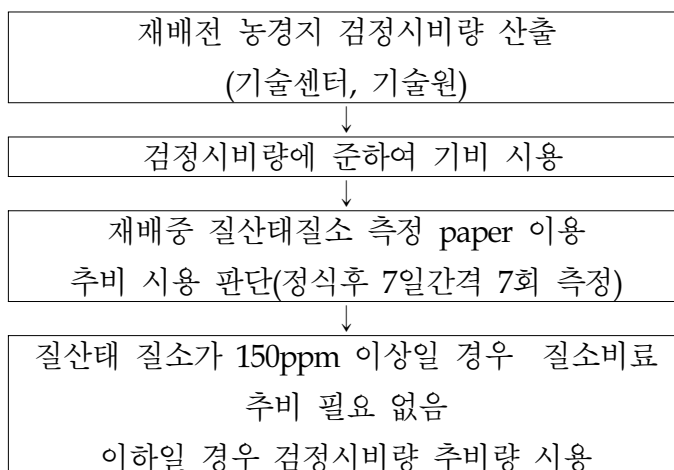 재배전 농경지 검정시비량 산출
(기술센터, 기술원)
↓
검정시비량에 준하여 기비 시용
↓
재배중 질산태질소 측정 paper 이용
추비 시용 판단(정식후 7일간격 7회 측정)
↓
질산태 질소가 150ppm 이상일 경우 질소비료
추비 필요 없음
이하일 경우 검정시비량 추비량 시용